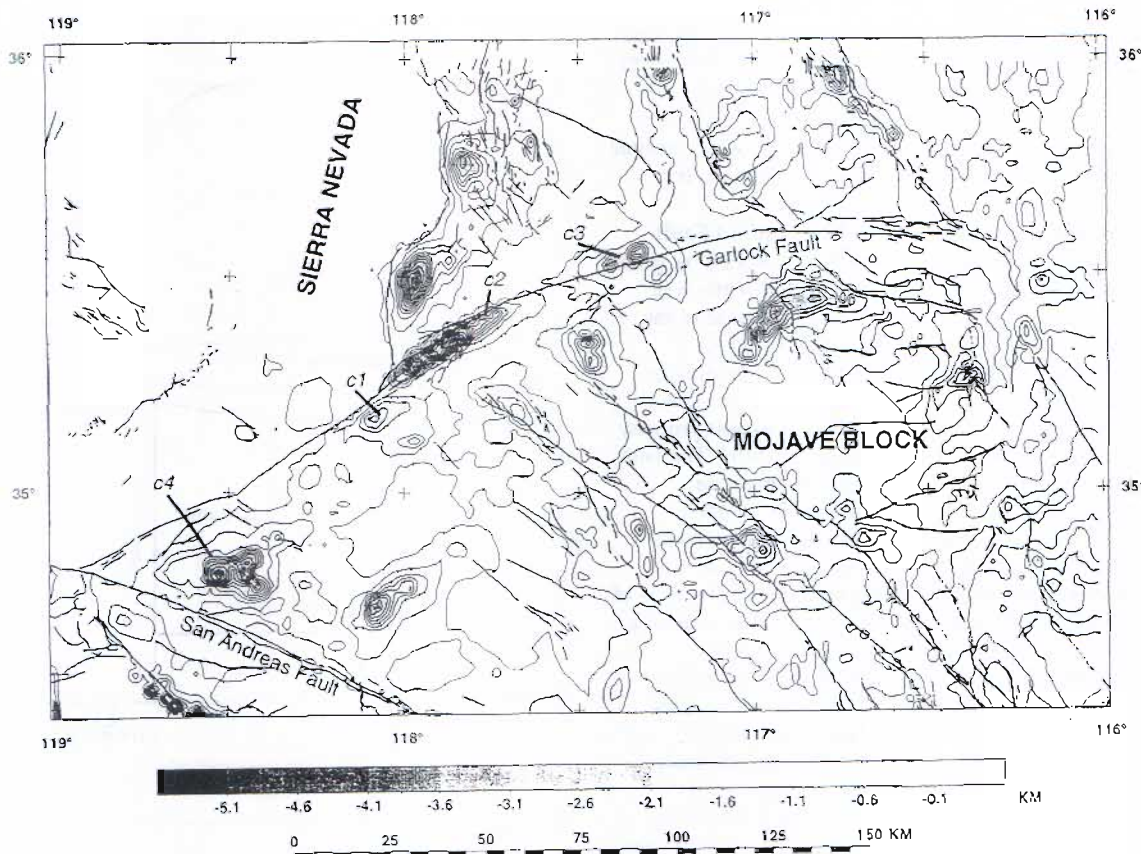 119° 118° 117° 116°
36° 36°
SIERRA NEVADA
c3
Garlock Fault
c2
c1
MOJAVE BLOCK
35° 35°
c4
San Andreas Fault
119° 118° 117° 116°
-5.1 -4.6 -4.1 -3.6 -3.1 -2.6 -2.1 -1.6 -1.1 -0.6 -0.1 KM
0 25 50 75 100 125 150 KM